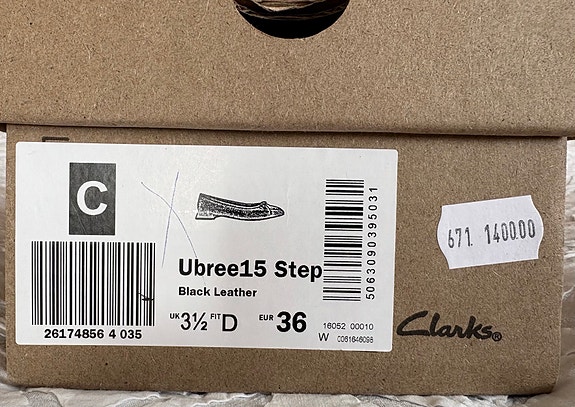 C
Ubree15 Step
Black Leather
UK 3½ FIT D EUR 36
26174856 4 035
5063090395031
16052 00010
W 0061646098
671. 1400.00
Clarks®